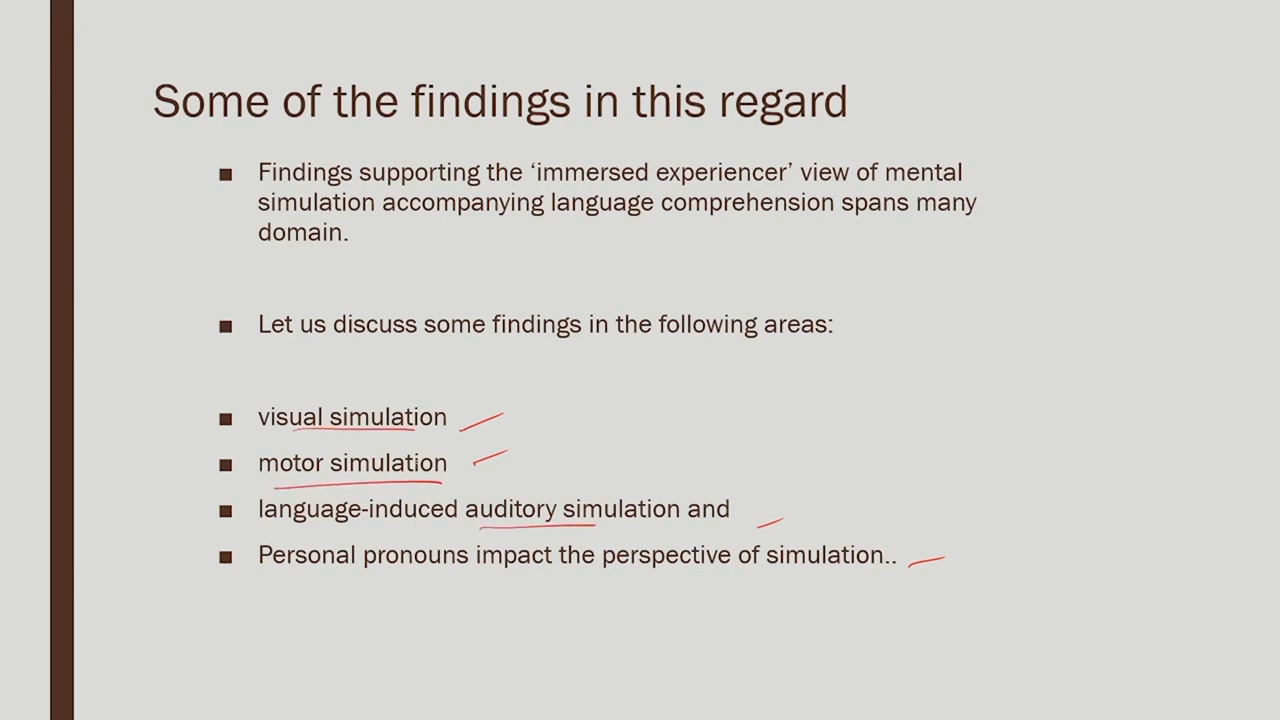 Some of the findings in this regard
■ Findings supporting the ‘immersed experiencer’ view of mental
simulation accompanying language comprehension spans many
domain.
■ Let us discuss some findings in the following areas:
■ visual simulation
■ motor simulation
■ language-induced auditory simulation and
■ Personal pronouns impact the perspective of simulation..